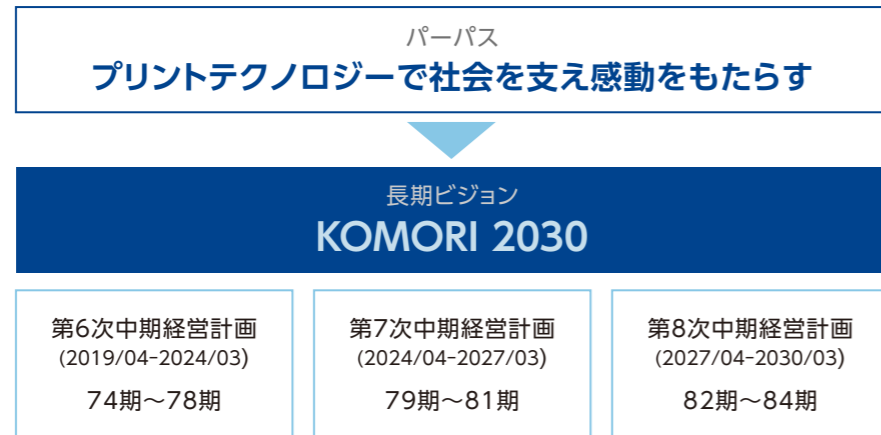 パーパス
プリントテクノロジーで社会を支え感動をもたらす
長期ビジョン
KOMORI 2030
第6次中期経営計画
(2019/04-2024/03)
74期～78期
第7次中期経営計画
(2024/04-2027/03)
79期～81期
第8次中期経営計画
(2027/04-2030/03)
82期～84期